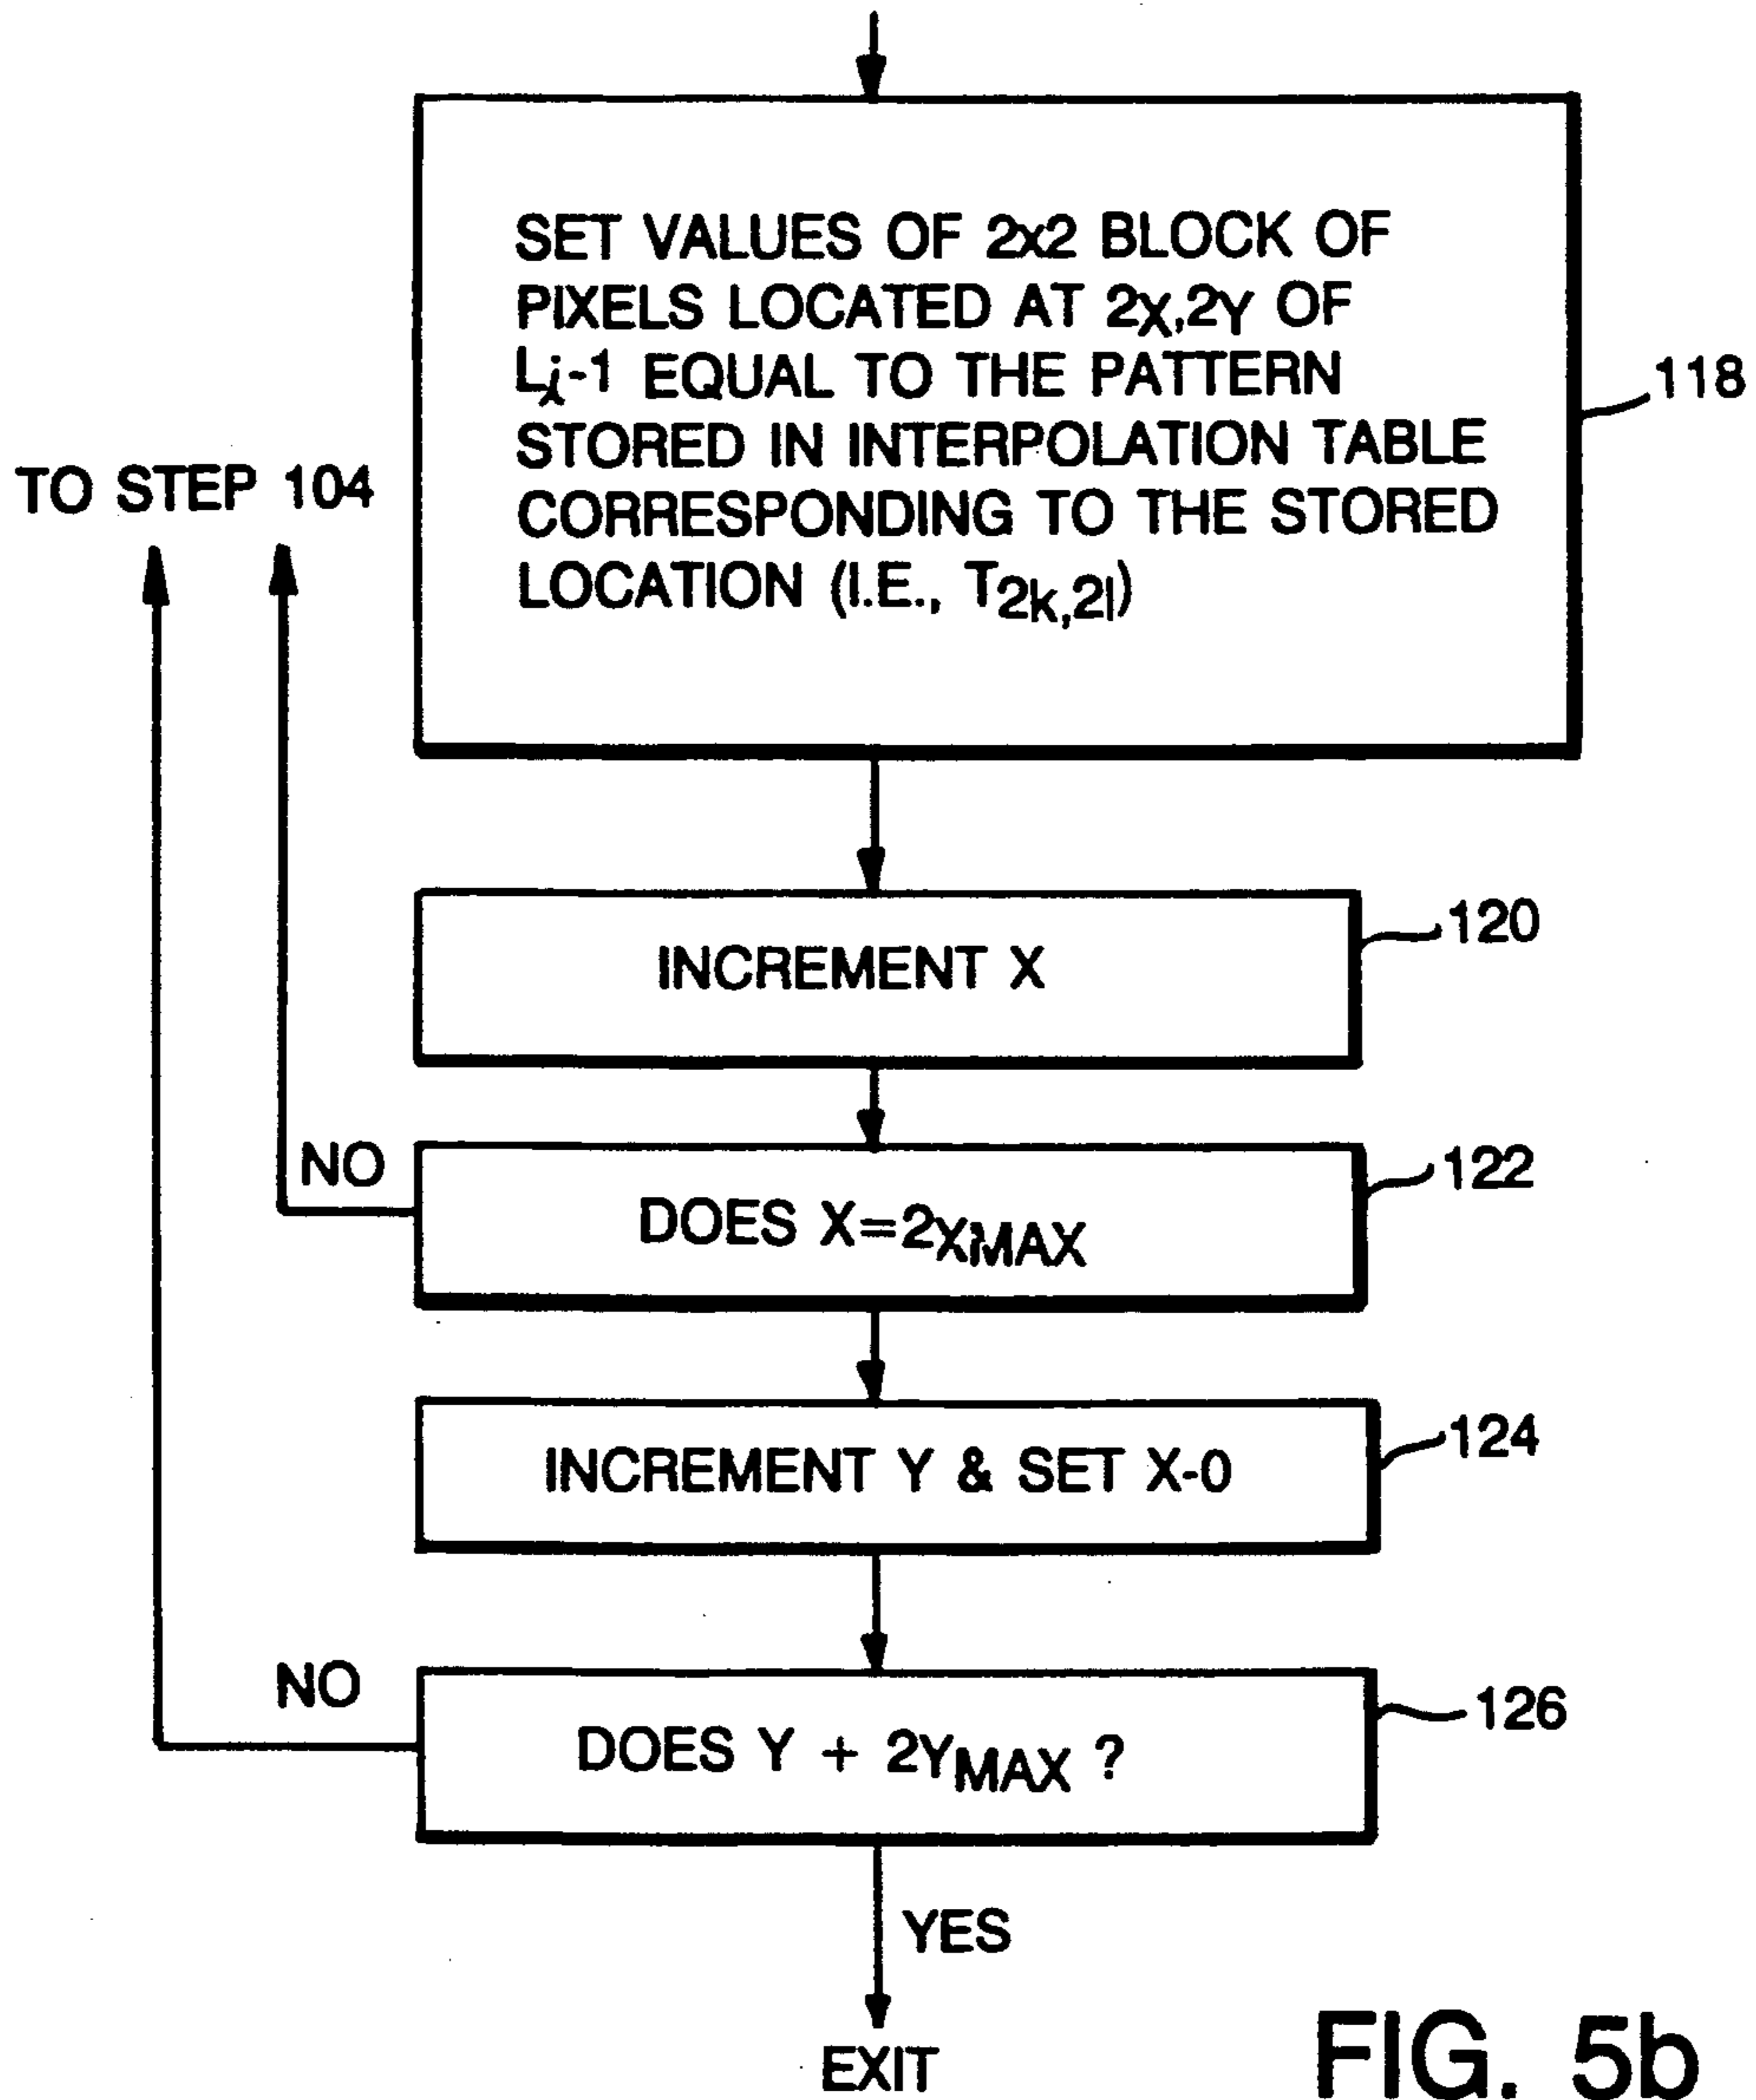 SET VALUES OF 2x2 BLOCK OF
PIXELS LOCATED AT 2X,2Y OF
Li-1 EQUAL TO THE PATTERN
STORED IN INTERPOLATION TABLE
CORRESPONDING TO THE STORED
LOCATION (I.E., T2k,2l)
118
TO STEP 104
INCREMENT X
120
NO
DOES X=2XMAX
122
INCREMENT Y & SET X-0
124
NO
DOES Y + 2YMAX ?
126
YES
EXIT
FIG. 5b